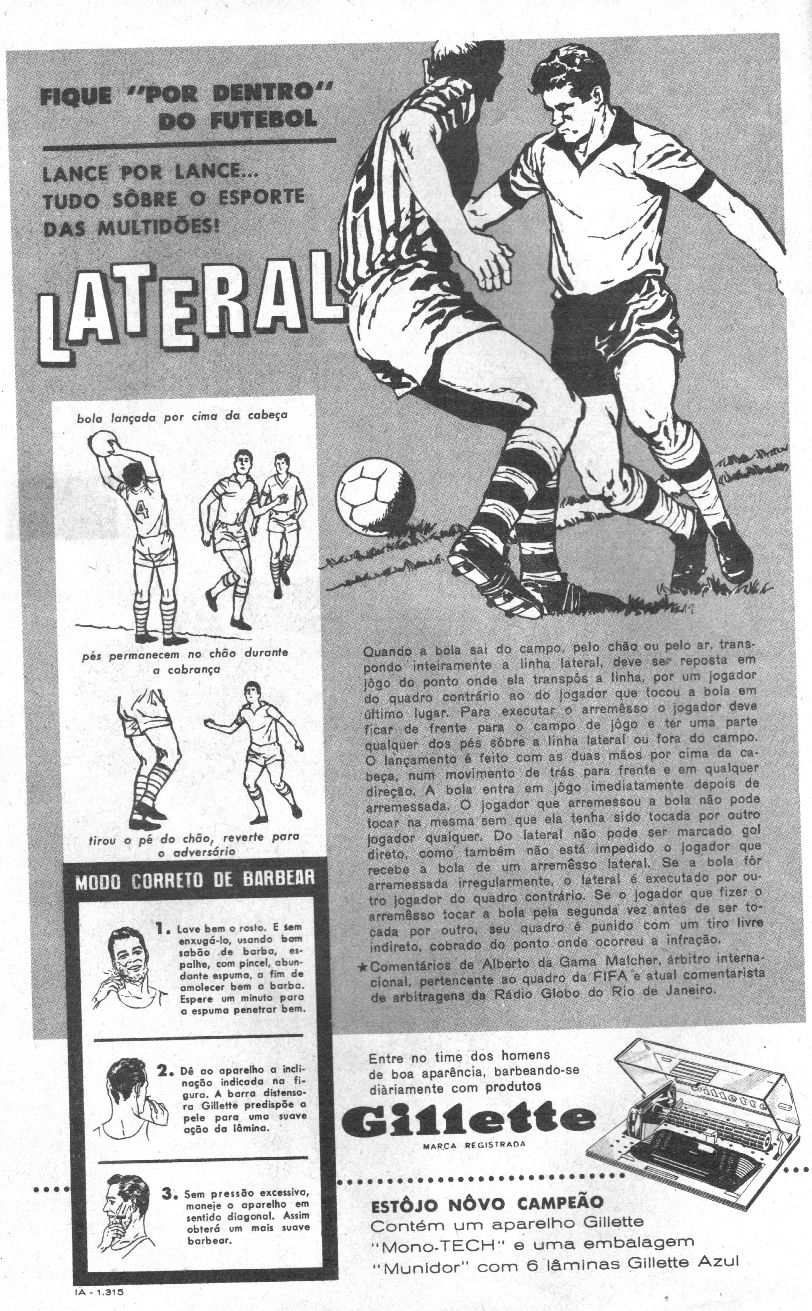 FIQUE "POR DENTRO"
DO FUTEBOL
LANCE POR LANCE...
TUDO SÔBRE O ESPORTE
DAS MULTIDÕES!
LATERAL
5
bola lançada por cima da cabeça
4
pés permanecem no chão durante
a cobrança
tirou o pé do chão, reverte para
o adversário
Quando a bola sai do campo, pelo chão ou pelo ar, trans-
pondo inteiramente a linha lateral, deve ser reposta em
jôgo do ponto onde ela transpôs a linha, por um jogador
do quadro contrário ao do jogador que tocou a bola em
último lugar. Para executar o arremêsso o jogador deve
ficar de frente para o campo de jôgo e ter uma parte
qualquer dos pés sôbre a linha lateral ou fora do campo.
O lançamento é feito com as duas mãos por cima da ca-
beça, num movimento de trás para frente e em qualquer
direção. A bola entra em jôgo imediatamente depois de
arremessada. O jogador que arremessou a bola não pode
tocar na mesma sem que ela tenha sido tocada por outro
jogador qualquer. Do lateral não pode ser marcado gol
direto, como também não está impedido o jogador que
recebe a bola de um arremêsso lateral. Se a bola fôr
arremessada irregularmente, o lateral é executado por ou-
tro jogador do quadro contrário. Se o jogador que fizer o
arremêsso tocar a bola pela segunda vez antes de ser to-
cada por outro, seu quadro é punido com um tiro livre
indireto, cobrado do ponto onde ocorreu a infração.
★Comentários de Alberto da Gama Malcher, árbitro interna-
cional, pertencente ao quadro da FIFA e atual comentarista
de arbitragens da Rádio Globo do Rio de Janeiro.
MODO CORRETO DE BARBEAR
1. Lave bem o rosto. E sem
enxugá-lo, usando bom
sabão de barba, es-
palhe, com pincel, abun-
dante espuma, a fim de
amolecer bem a barba.
Espere um minuto para
a espuma penetrar bem.
2. Dê ao aparelho a incli-
nação indicada na fi-
gura. A barra distenso-
ra Gillette predispõe a
pele para uma suave
ação da lâmina.
3. Sem pressão excessiva,
maneje o aparelho em
sentido diagonal. Assim
obterá um mais suave
barbear.
Entre no time dos homens
de boa aparência, barbeando-se
diàriamente com produtos
Gillette
MARCA REGISTRADA
Gillette
ESTÔJO NÔVO CAMPEÃO
Contém um aparelho Gillette
"Mono-TECH" e uma embalagem
"Munidor" com 6 lâminas Gillette Azul
IA - 1.315